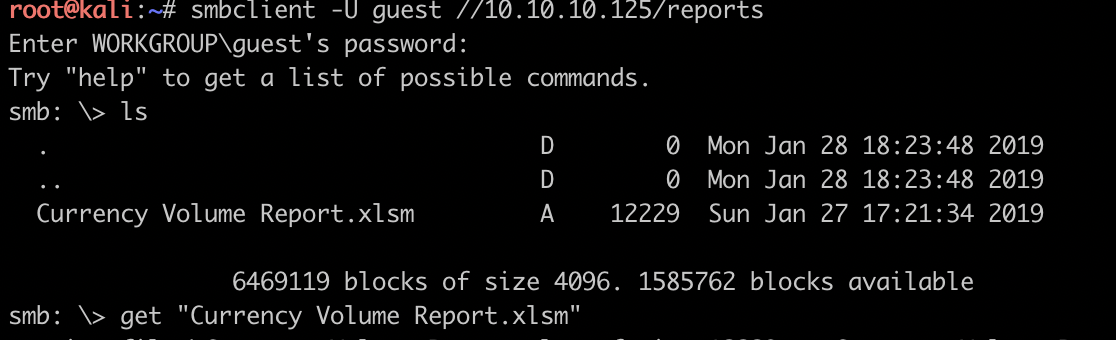 root@kali:~# smbclient -U guest //10.10.10.125/reports
Enter WORKGROUP\guest's password:
Try "help" to get a list of possible commands.
smb: \> ls
  .                                   D        0  Mon Jan 28 18:23:48 2019
  ..                                  D        0  Mon Jan 28 18:23:48 2019
  Currency Volume Report.xlsm         A    12229  Sun Jan 27 17:21:34 2019
                6469119 blocks of size 4096. 1585762 blocks available
smb: \> get "Currency Volume Report.xlsm"